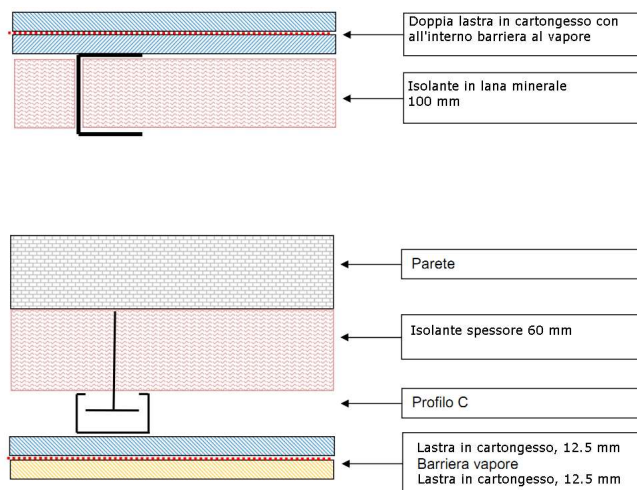 Doppia lastra in cartongesso con
all'interno barriera al vapore
Isolante in lana minerale
100 mm
Parete
Isolante spessore 60 mm
Profilo C
Lastra in cartongesso, 12.5 mm
Barriera vapore
Lastra in cartongesso, 12.5 mm